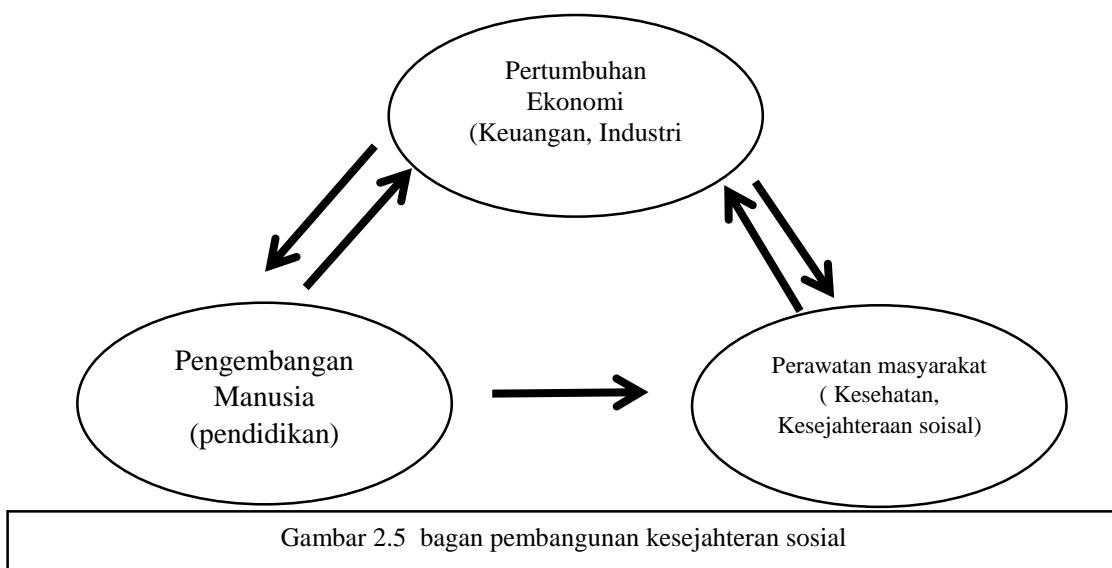 Pertumbuhan
Ekonomi
(Keuangan, Industri
Pengembangan
Manusia
(pendidikan)
Perawatan masyarakat
( Kesehatan,
Kesejahteraan soisal)
Gambar 2.5  bagan pembangunan kesejahteran sosial